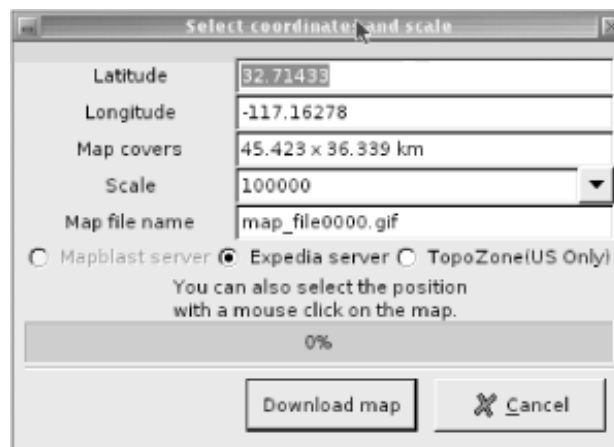 Select coordinates and scale
Latitude 32.71433
Longitude -117.16278
Map covers 45.423 x 36.339 km
Scale 100000
Map file name map_file0000.gif
Mapblast server Expedia server TopoZone(US Only)
You can also select the position
with a mouse click on the map.
0%
Download map Cancel